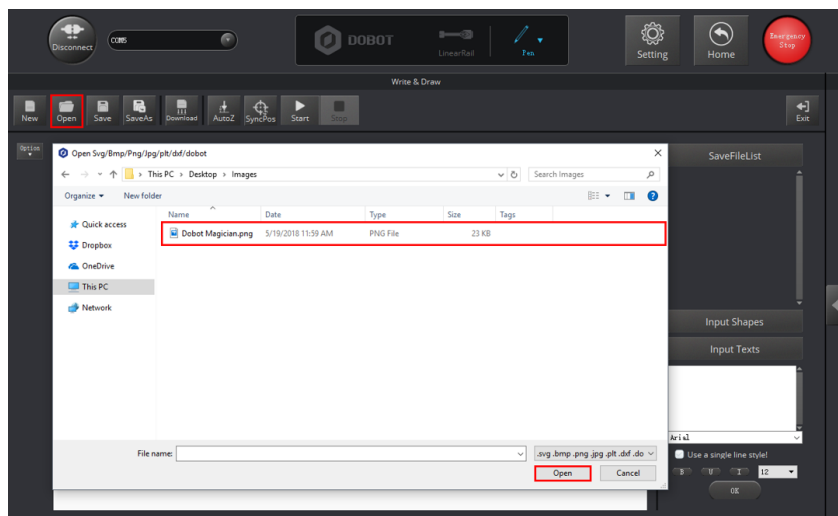 Disconnect
COM5
DOBOT
LinearRail
Pen
Setting
Home
Emergency
Stop
Write & Draw
New
Open
Save
SaveAs
Download
AutoZ
SyncPos
Start
Stop
Exit
Option
Open Svg/Bmp/Png/Jpg/plt/dxf/dobot
This PC > Desktop > Images
Search Images
Organize
New folder
Name Date Type Size Tags
Quick access
Dropbox
OneDrive
This PC
Network
Dobot Magician.png 5/19/2018 11:59 AM PNG File 23 KB
File name:
.svg .bmp .png .jpg .plt .dxf .do
Open
Cancel
SaveFileList
Input Shapes
Input Texts
Arial
Use a single line style!
B U I 12
OK